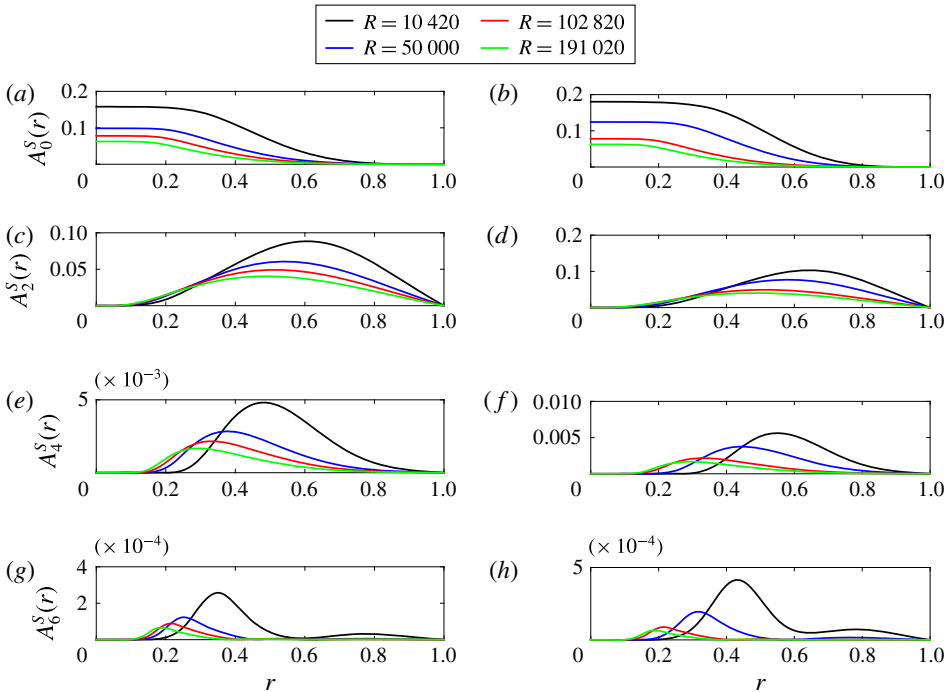 R = 10 420 R = 102 820
R = 50 000 R = 191 020
(a) (b)
0.2 0.2
A_0^S(r) 0.1 0.1
0 0.2 0.4 0.6 0.8 1.0 0 0.2 0.4 0.6 0.8 1.0
(c) (d)
0.10 0.2
A_2^S(r) 0.05 0.1
0 0.2 0.4 0.6 0.8 1.0 0 0.2 0.4 0.6 0.8 1.0
(× 10⁻³)
(e) (f)
5 0.010
A_4^S(r) 0.005
0 0.2 0.4 0.6 0.8 1.0 0 0.2 0.4 0.6 0.8 1.0
(× 10⁻⁴) (× 10⁻⁴)
(g) (h)
4 5
A_6^S(r) 2
0 0.2 0.4 0.6 0.8 1.0 0 0.2 0.4 0.6 0.8 1.0
r r